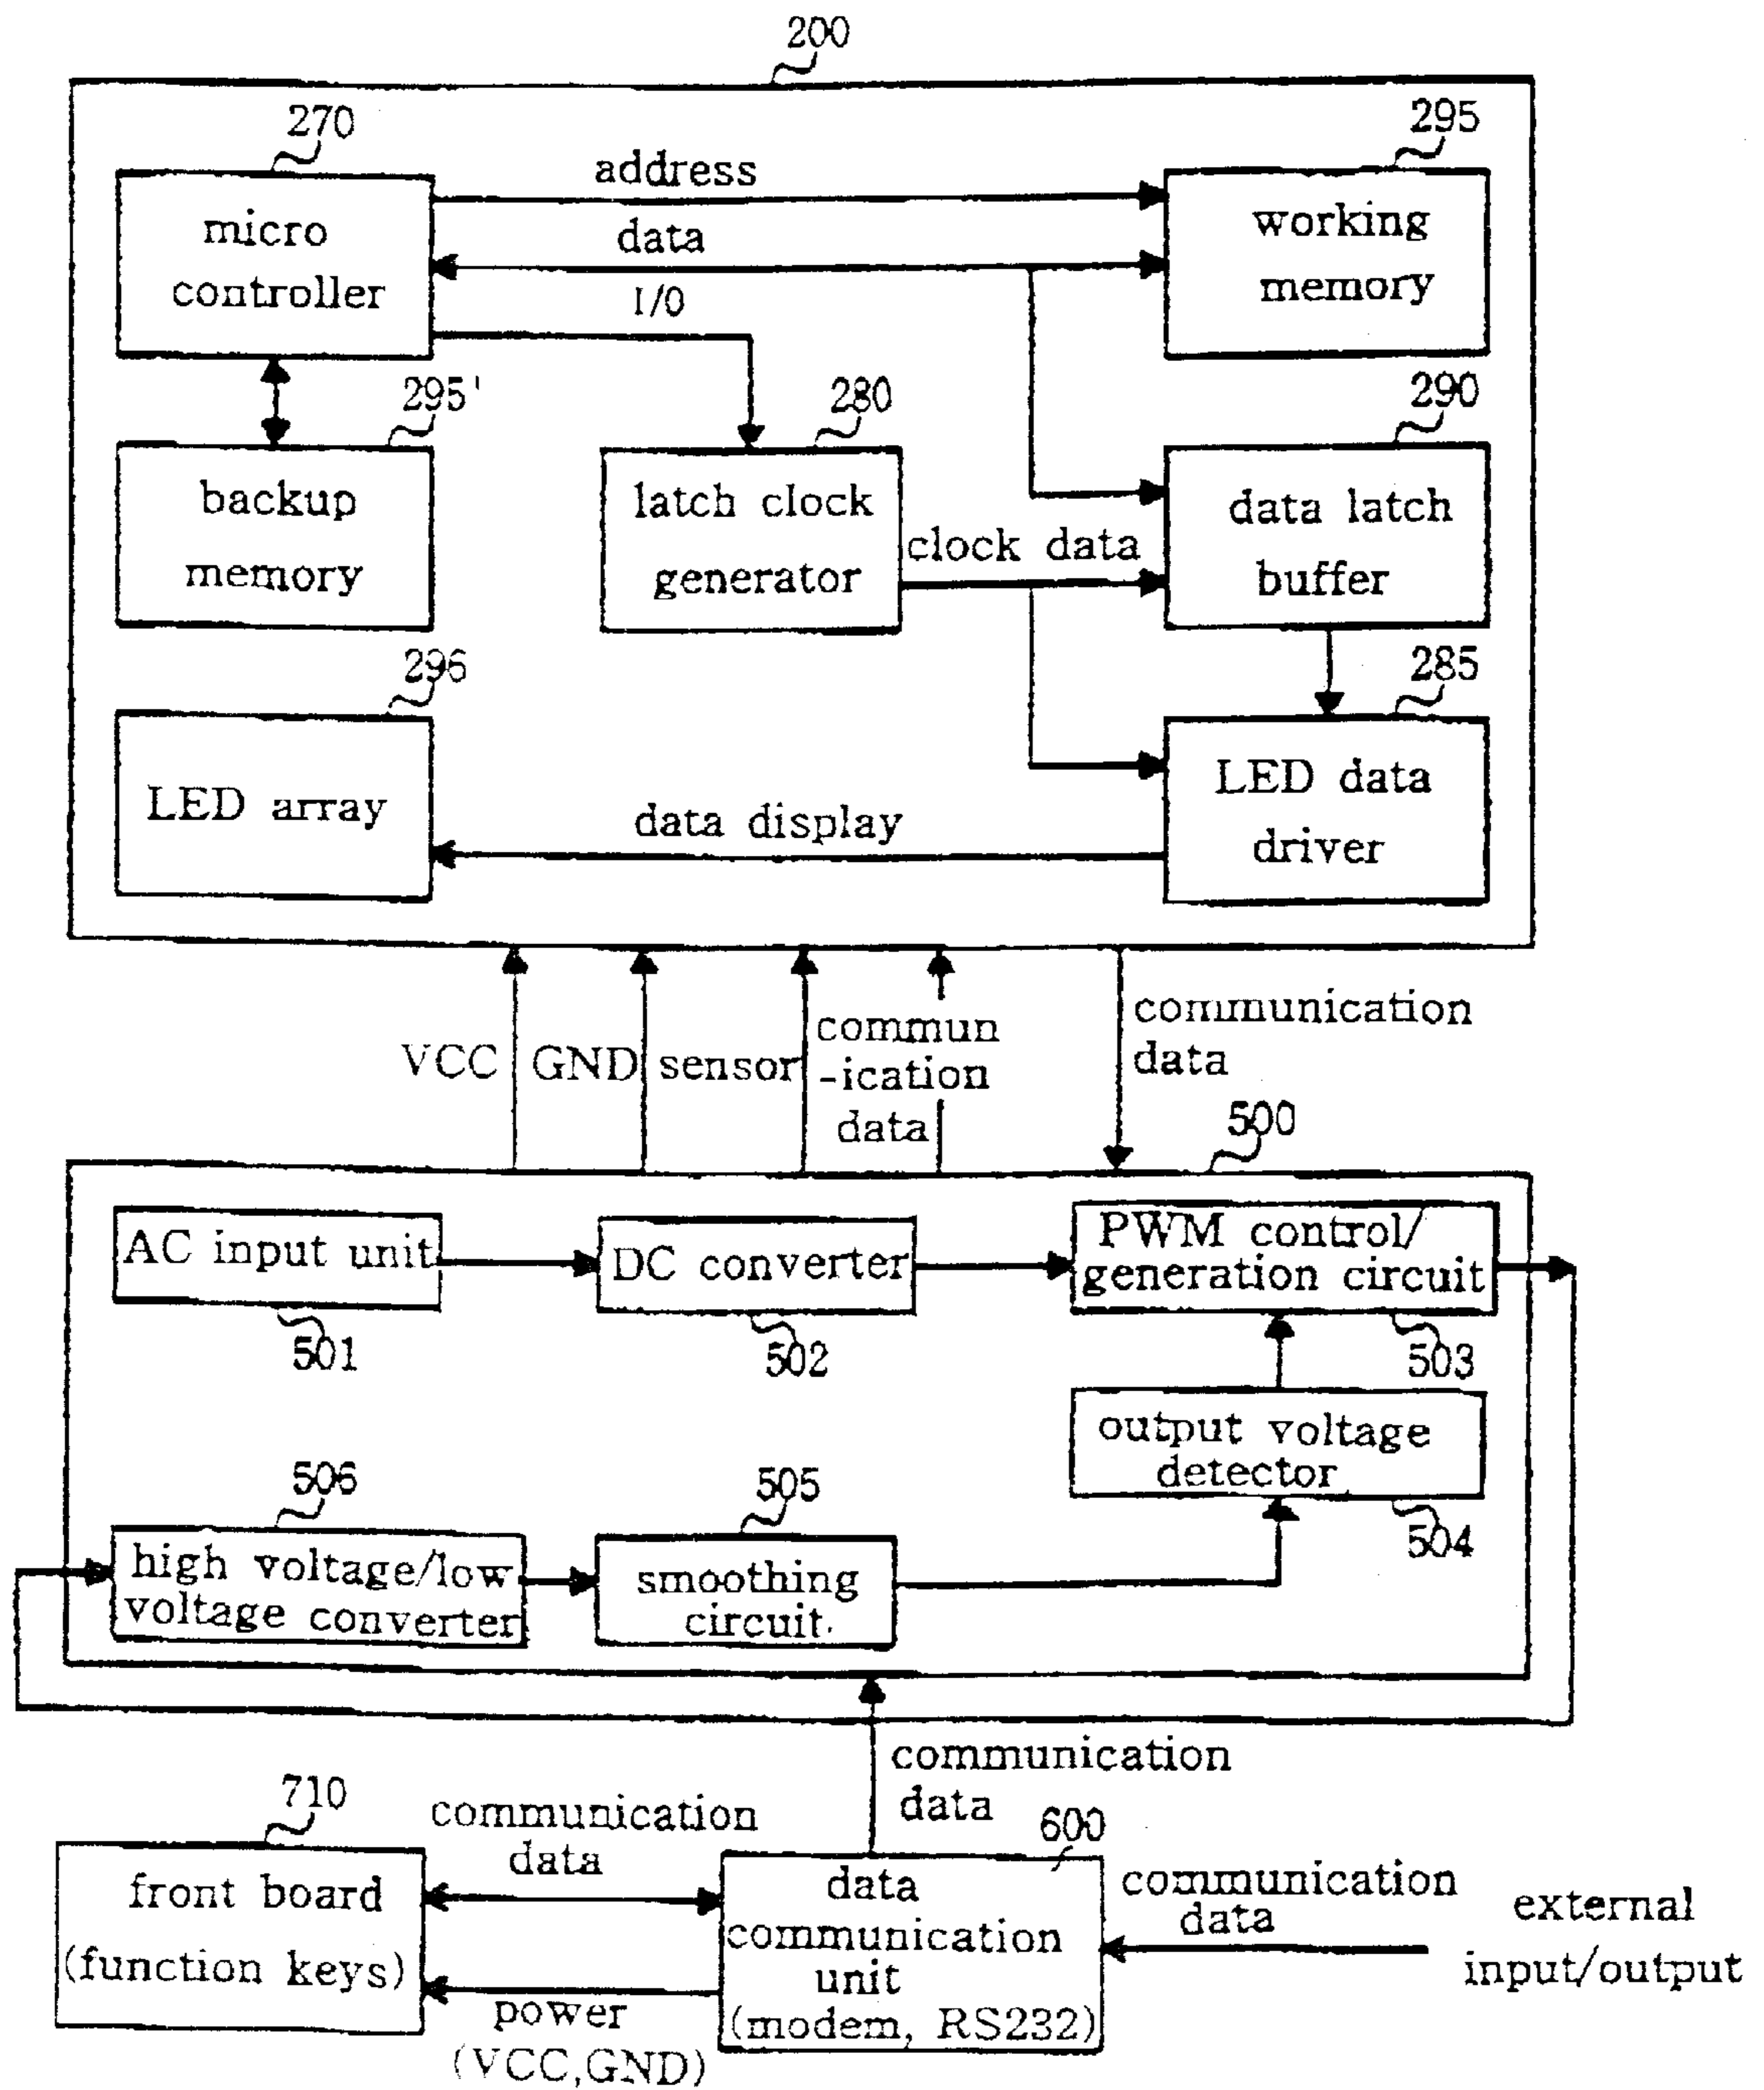 200
270
295
address
micro
controller
data
I/O
working
memory
295'
280
290
backup
memory
latch clock
generator
clock data
data latch
buffer
296
285
LED array
data display
LED data
driver
VCC
GND
sensor
commun
-ication
data
communication
data
500
AC input unit
DC converter
PWM control/
generation circuit
501
502
503
output voltage
detector
504
506
505
high voltage/low
voltage converter
smoothing
circuit.
communication
data
710
communication
data
600
front board
(function keys)
data
communication
unit
(modem, RS232)
communication
data
external
input/output
power
(VCC,GND)